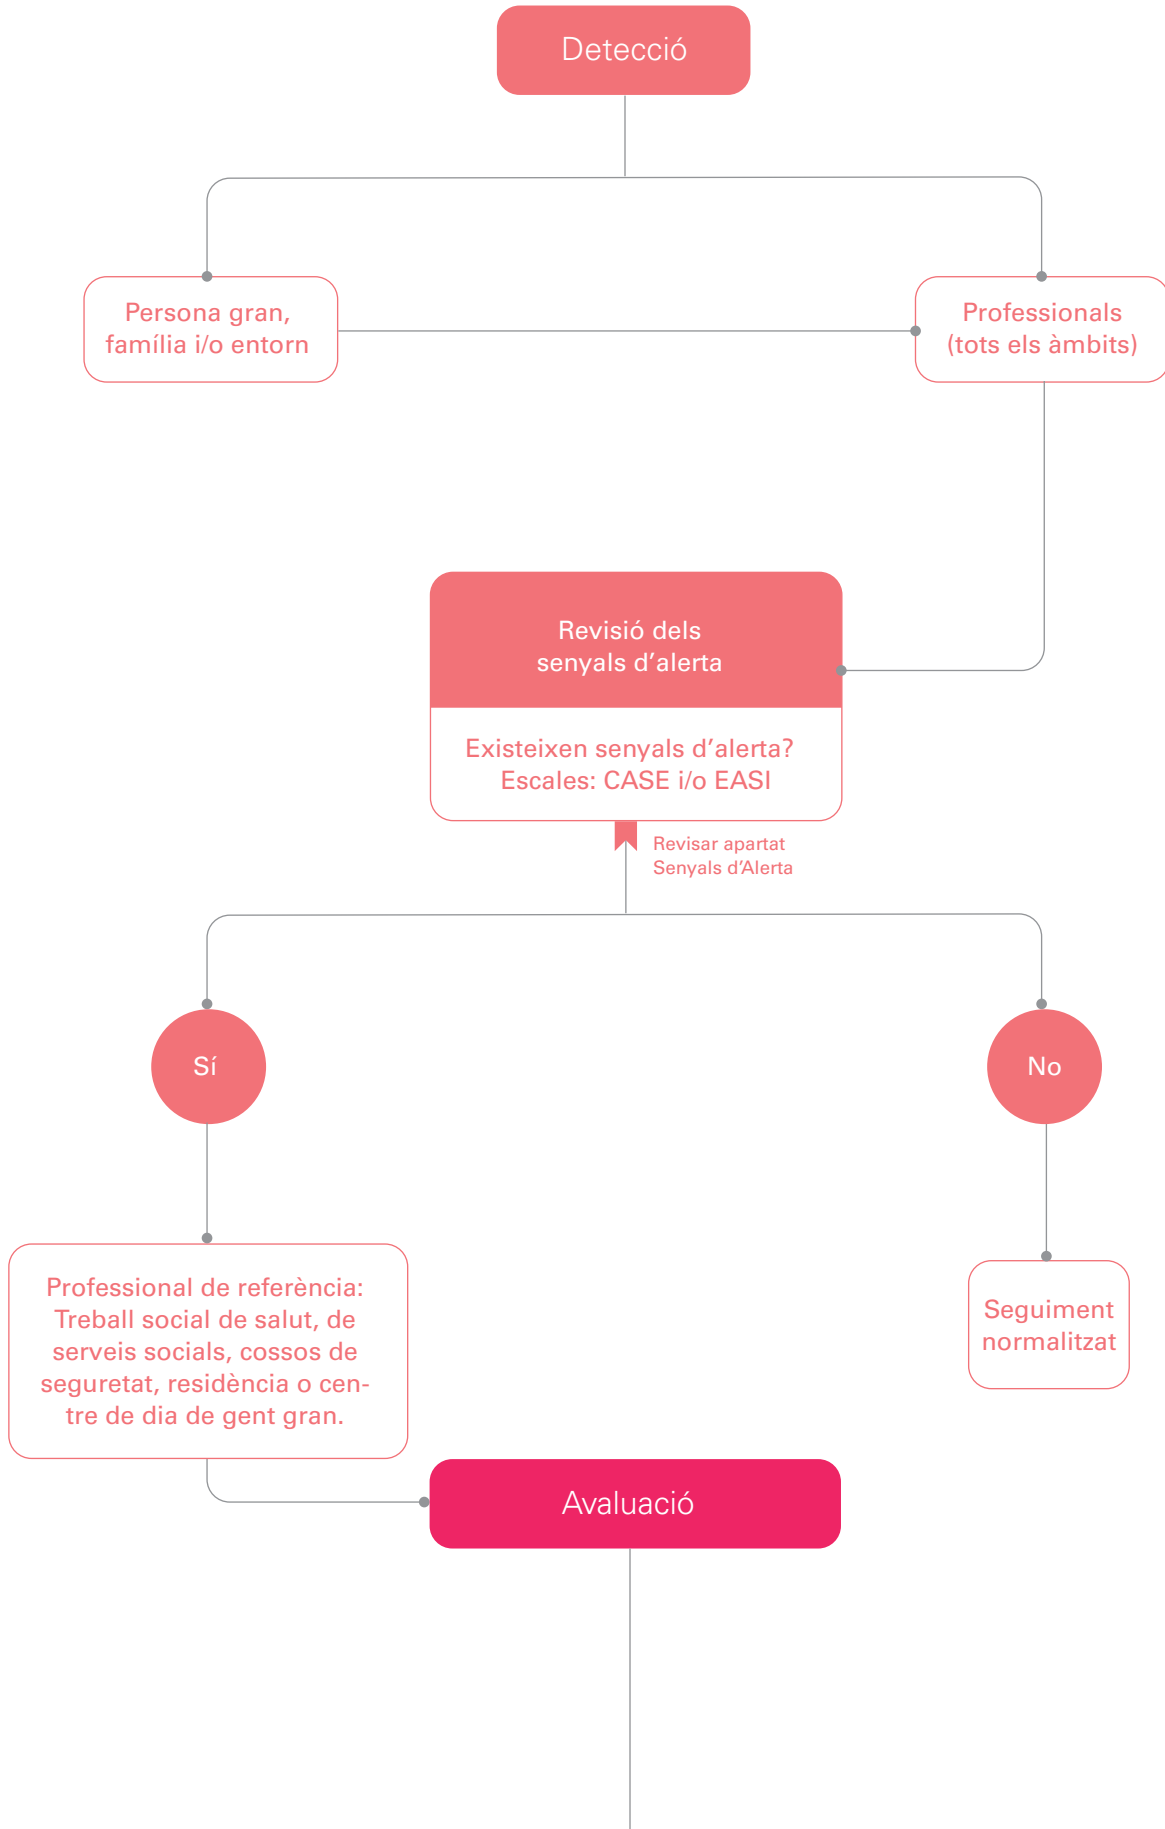 Detecció
Persona gran,
família i/o entorn
Professionals
(tots els àmbits)
Revisió dels
senyals d’alerta
Existeixen senyals d’alerta?
Escales: CASE i/o EASI
Revisar apartat
Senyals d’Alerta
Sí
No
Professional de referència:
Treball social de salut, de
serveis socials, cossos de
seguretat, residència o cen-
tre de dia de gent gran.
Seguiment
normalitzat
Avaluació